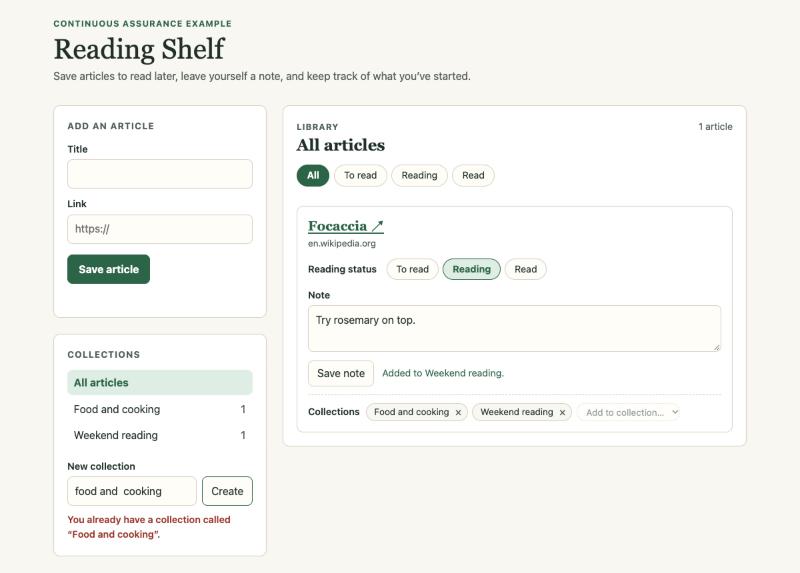 CONTINUOUS ASSURANCE EXAMPLE
Reading Shelf
Save articles to read later, leave yourself a note, and keep track of what you’ve started.
ADD AN ARTICLE
Title
Link
https://
Save article
COLLECTIONS
All articles
Food and cooking 1
Weekend reading 1
New collection
food and  cooking Create
You already have a collection called
“Food and cooking”.
LIBRARY 1 article
All articles
All To read Reading Read
Focaccia ↗
en.wikipedia.org
Reading status To read Reading Read
Note
Try rosemary on top.
Save note Added to Weekend reading.
Collections Food and cooking × Weekend reading × Add to collection...